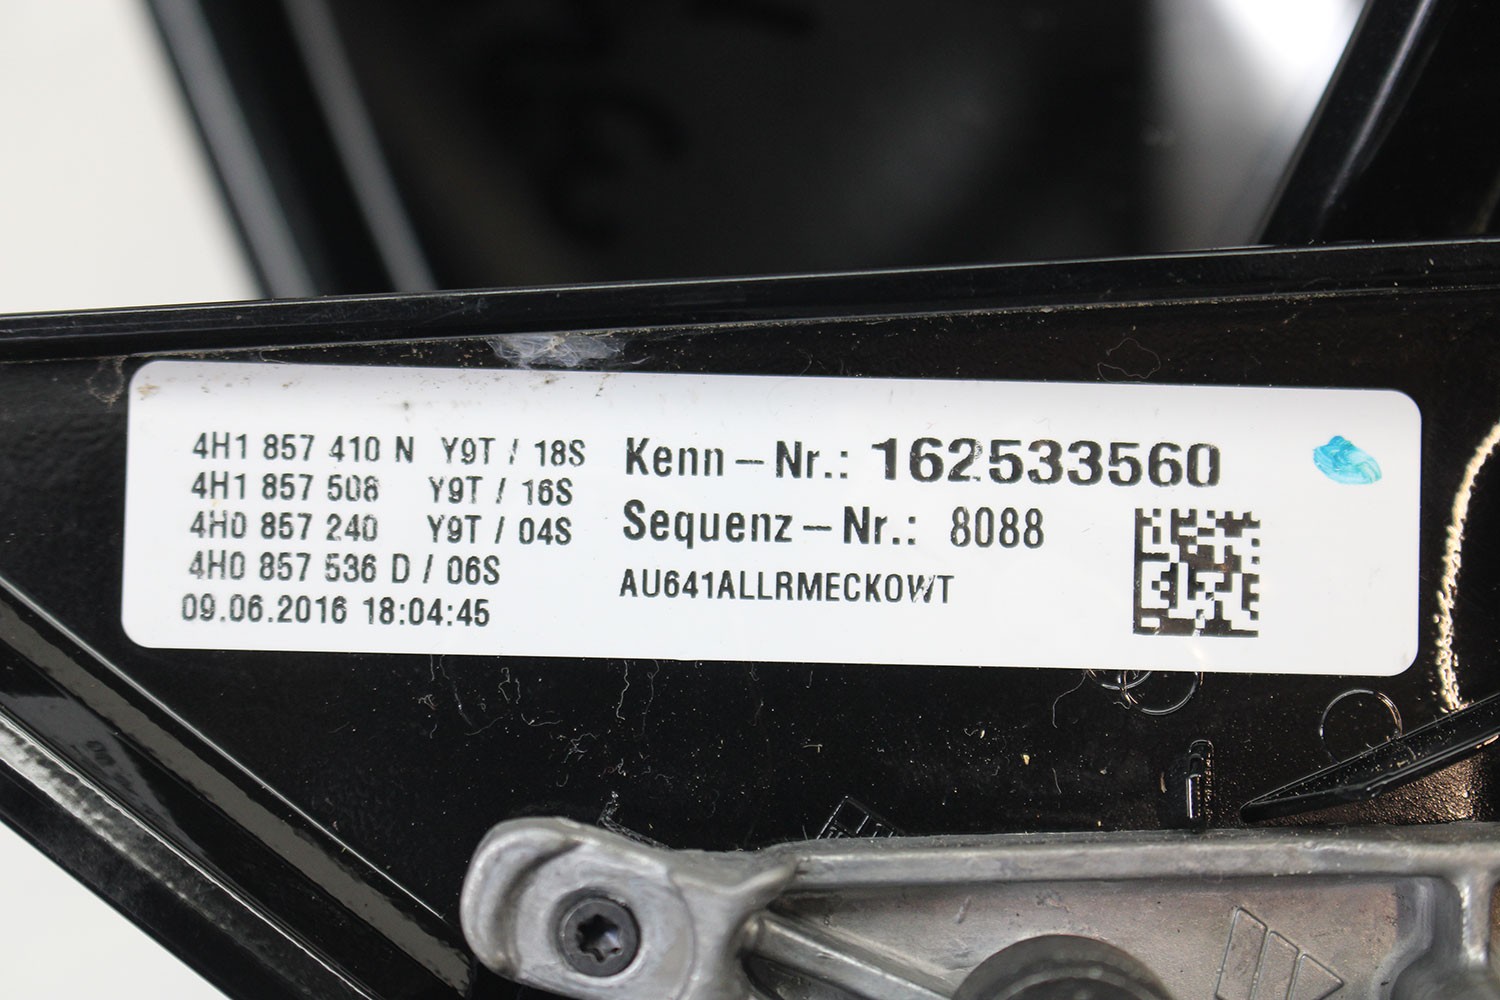 4H1 857 410 N Y9T / 18S
4H1 857 508 Y9T / 16S
4H0 857 240 Y9T / 04S
4H0 857 536 D / 06S
09.06.2016 18:04:45
Kenn-Nr.: 162533560
Sequenz-Nr.: 8088
AU641ALLRMECKOWT